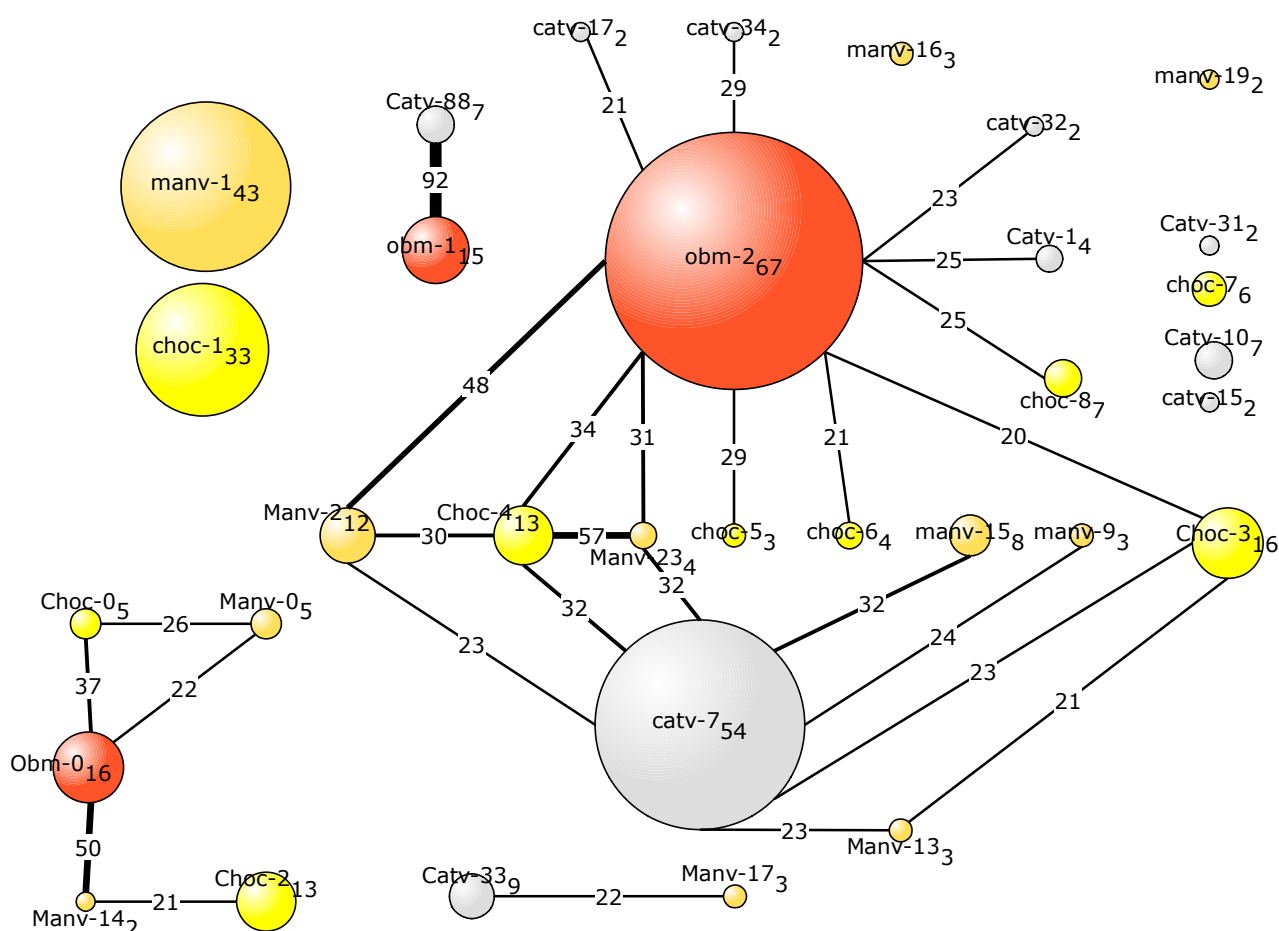 catv-17₂
catv-34₂
manv-16₃
manv-19₂
Catv-88₇
29
21
catv-32₂
manv-1₄₃
92
23
obm-1₁₅
obm-2₆₇
25
Catv-1₄
Catv-31₂
choc-7₆
choc-1₃₃
25
Catv-10₇
48
choc-8₇
catv-15₂
34
31
29
21
20
Manv-2₁₂
30
Choc-4₁₃
57
Manv-23₄
choc-5₃
choc-6₄
manv-15₈
manv-9₃
Choc-3₁₆
32
32
32
24
23
23
21
Choc-0₅
26
Manv-0₅
37
22
catv-7₅₄
Obm-0₁₆
23
Manv-13₃
50
Choc-2₁₃
Catv-33₉
22
Manv-17₃
Manv-14₂
21